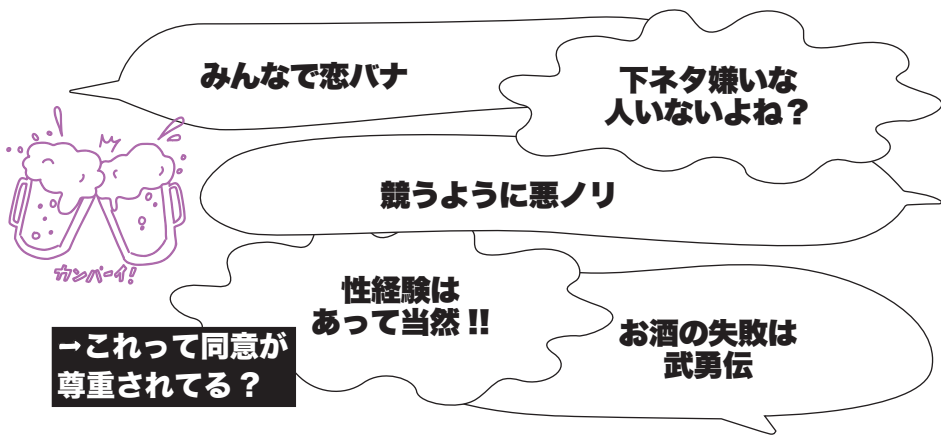 みんなで恋バナ
下ネタ嫌いな
人いないよね？
競うように悪ノリ
カンパーイ!
性経験は
あって当然!!
お酒の失敗は
武勇伝
→これって同意が
尊重されてる？